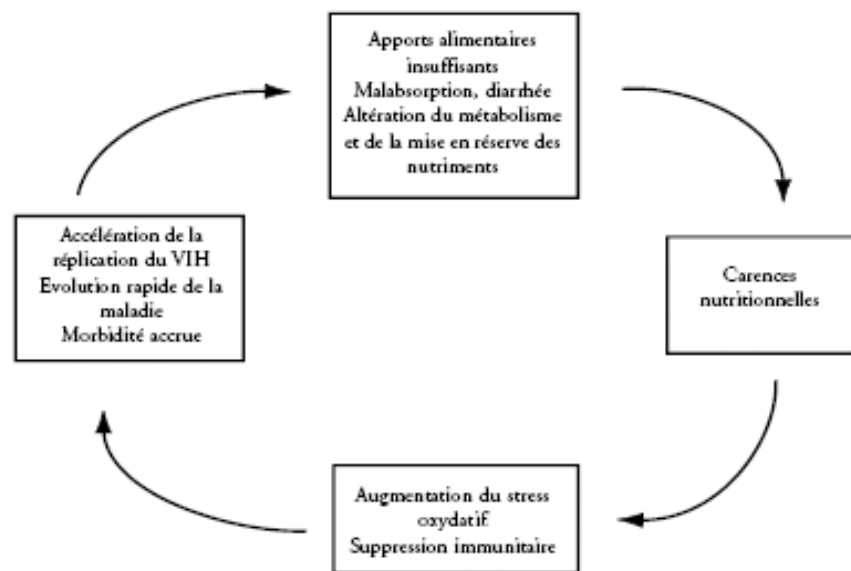 Apports alimentaires
insuffisants
Malabsorption, diarrhée
Altération du métabolisme
et de la mise en réserve des
nutriments
Carences
nutritionnelles
Augmentation du stress
oxydatif.
Suppression immunitaire
Accélération de la
réplication du VIH
Evolution rapide de la
maladie
Morbidité accrue